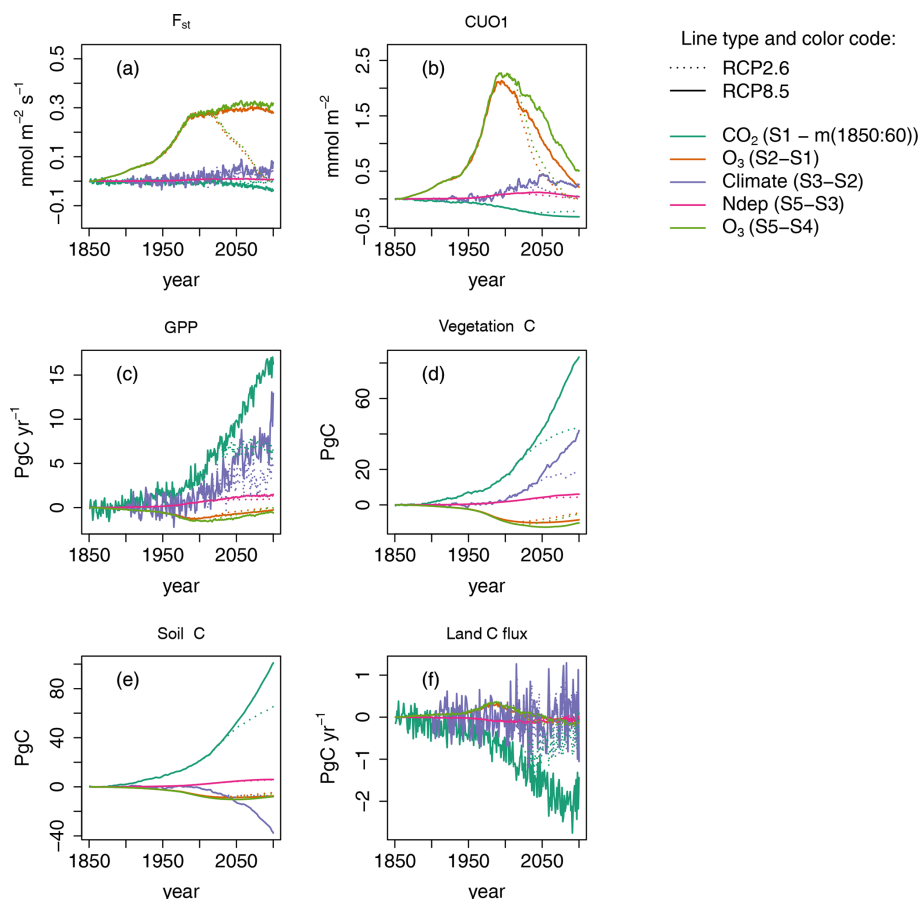 F_st
CUO1
Line type and color code:
RCP2.6
RCP8.5
CO₂ (S1 − m(1850:60))
O₃ (S2−S1)
Climate (S3−S2)
Ndep (S5−S3)
O₃ (S5−S4)
(a)
nmol m⁻² s⁻¹
−0.1 0.1 0.3 0.5
1850 1950 2050
year
(b)
mmol m⁻²
−0.5 0.5 1.5 2.5
1850 1950 2050
year
GPP
(c)
PgC yr⁻¹
0 5 10 15
1850 1950 2050
year
Vegetation C
(d)
PgC
0 20 60
1850 1950 2050
year
Soil C
(e)
PgC
−40 0 40 80
1850 1950 2050
year
Land C flux
(f)
PgC yr⁻¹
−2 −1 0 1
1850 1950 2050
year